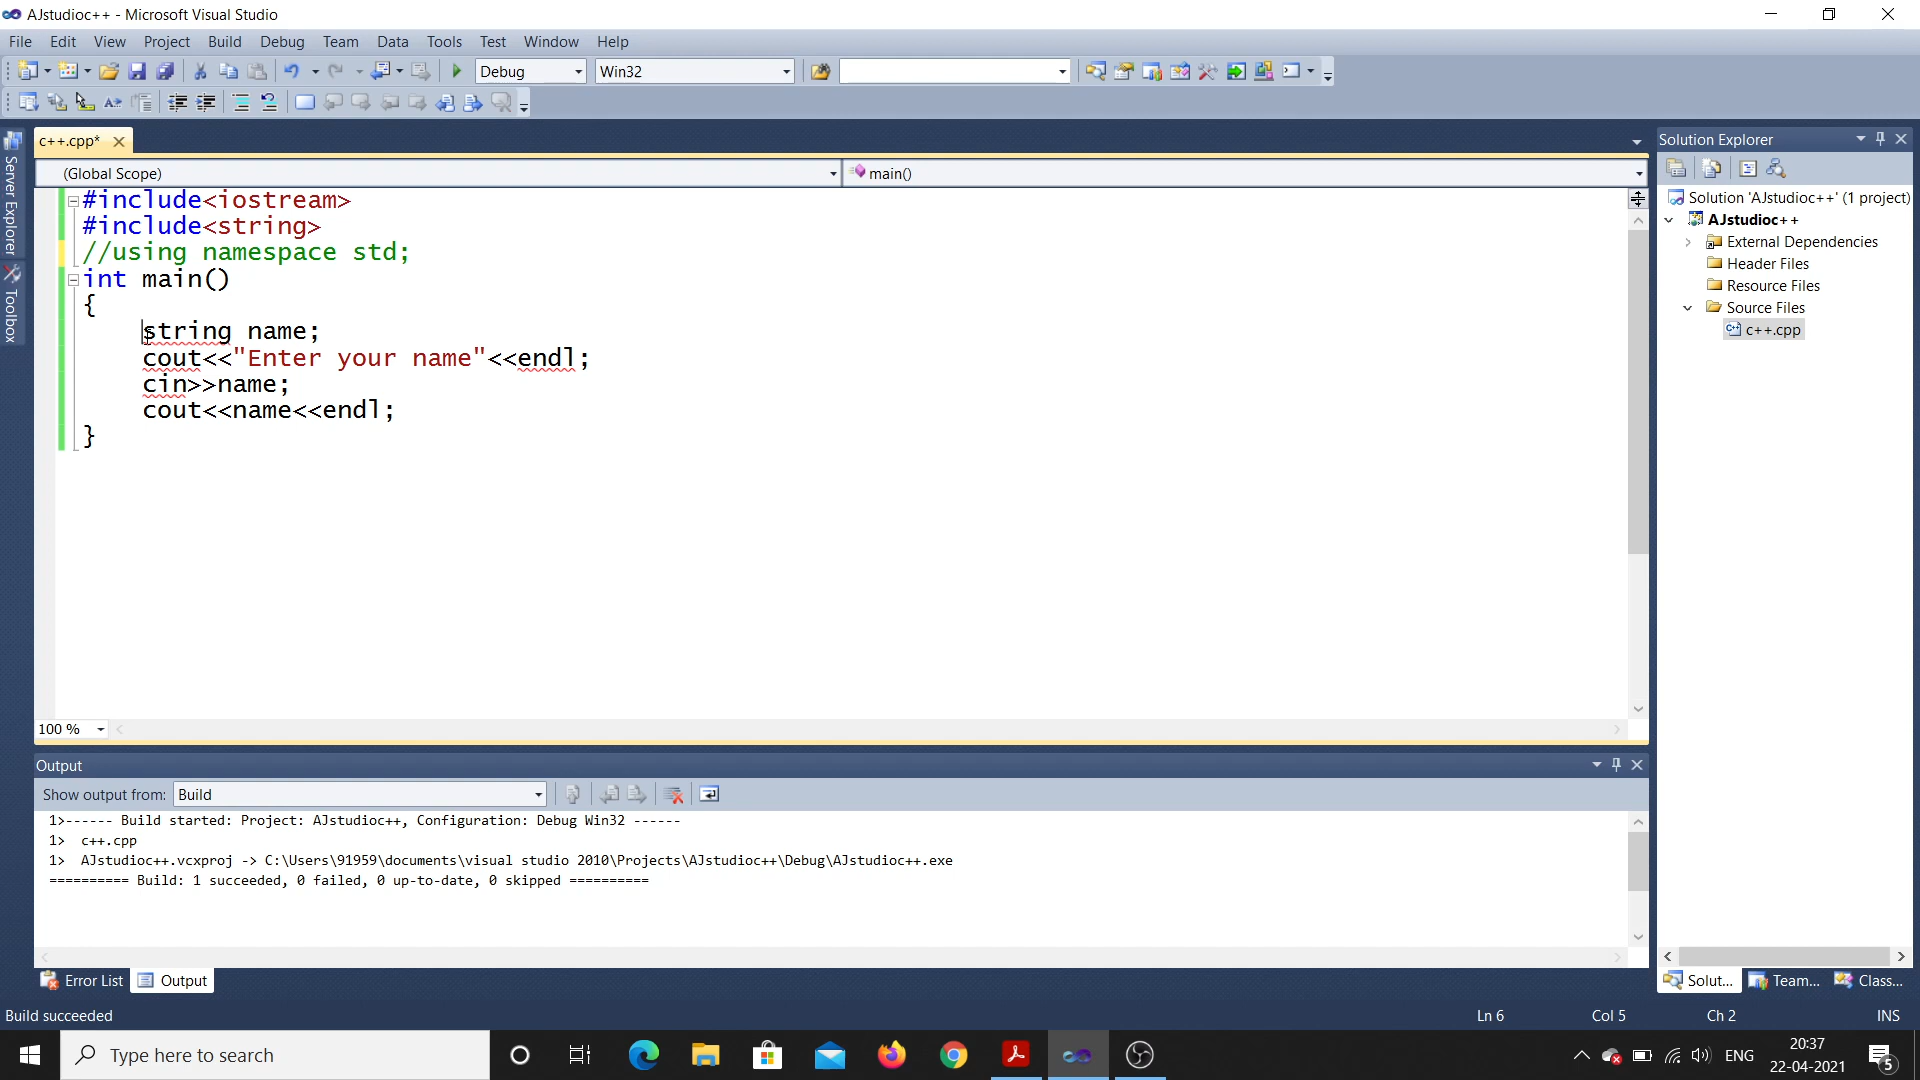 AJstudioc++ - Microsoft Visual Studio
File Edit View Project Build Debug Team Data Tools Test Window Help
Debug Win32
c++.cpp*
(Global Scope) main()
#include<iostream>
#include<string>
//using namespace std;
int main()
{
string name;
cout<<"Enter your name"<<endl;
cin>>name;
cout<<name<<endl;
}
100 %
Server Explorer
Toolbox
Solution Explorer
Solution 'AJstudioc++' (1 project)
AJstudioc++
External Dependencies
Header Files
Resource Files
Source Files
c++.cpp
Output
Show output from: Build
1>------ Build started: Project: AJstudioc++, Configuration: Debug Win32 ------
1> c++.cpp
1> AJstudioc++.vcxproj -> C:\Users\91959\documents\visual studio 2010\Projects\AJstudioc++\Debug\AJstudioc++.exe
========== Build: 1 succeeded, 0 failed, 0 up-to-date, 0 skipped ==========
Error List Output
Solut... Team... Class...
Build succeeded Ln 6 Col 5 Ch 2 INS
Type here to search
ENG
20:37
22-04-2021
5